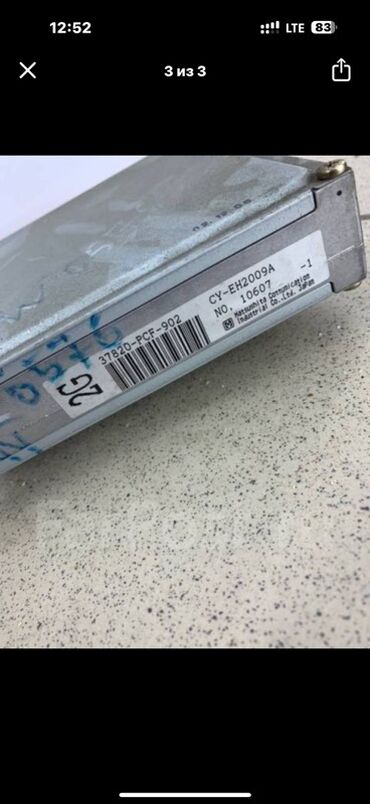 12:52
LTE 83
3 из 3
CY-EH2009A -1
NO. 10607
Matsushita Communication
Industrial Co., Ltd. JaPan
37820-PCF-902
2G